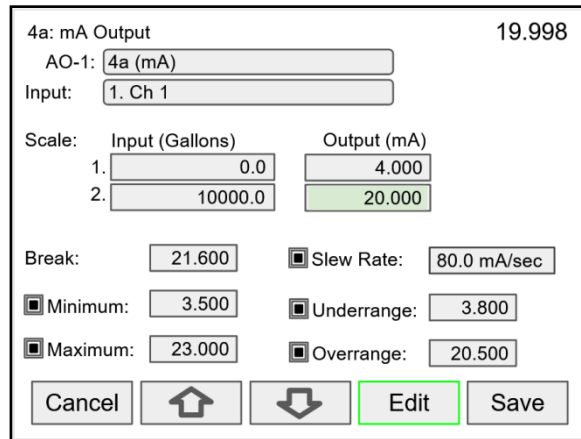 4a: mA Output 19.998
AO-1: 4a (mA)
Input: 1. Ch 1
Scale: Input (Gallons) Output (mA)
1. 0.0 4.000
2. 10000.0 20.000
Break: 21.600 Slew Rate: 80.0 mA/sec
Minimum: 3.500 Underrange: 3.800
Maximum: 23.000 Overrange: 20.500
Cancel Edit Save